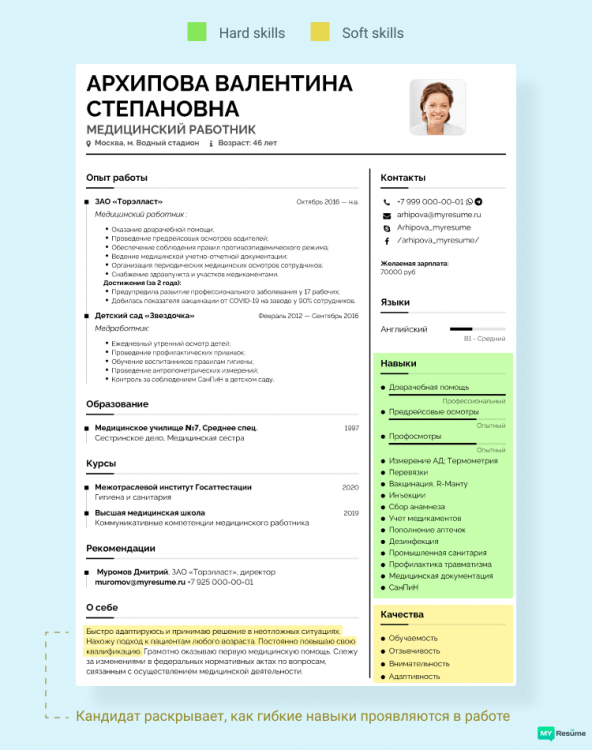 Hard skills
Soft skills
АРХИПОВА ВАЛЕНТИНА
СТЕПАНОВНА
МЕДИЦИНСКИЙ РАБОТНИК
Москва, м. Водный стадион Возраст: 46 лет
Опыт работы
ЗАО «Торэлласт» Октябрь 2016 — н.в.
Медицинский работник:
Оказание доврачебной помощи;
Проведение предрейсовых осмотров водителей;
Обеспечение соблюдения правил противоэпидемического режима;
Ведение медицинской учетно-отчетной документации;
Организация периодических медицинских осмотров сотрудников;
Снабжение здравпункта и участков медикаментами.
Достижения (за 2 года):
Предупредила развитие профессионального заболевания у 17 рабочих;
Добилась показателя вакцинации от COVID-19 на заводе у 90% сотрудников.
Детский сад «Звездочка» Февраль 2012 — Сентябрь 2016
Медработник:
Ежедневный утренний осмотр детей;
Проведение профилактических прививок;
Обучение воспитанников правилам гигиены;
Проведение антропометрических измерений;
Контроль за соблюдением СанПиН в детском саду.
Образование
Медицинское училище №7, Среднее спец. 1997
Сестринское дело, Медицинская сестра
Курсы
Межотраслевой институт Госаттестации 2020
Гигиена и санитария
Высшая медицинская школа 2019
Коммуникативные компетенции медицинского работника
Рекомендации
Муромов Дмитрий, ЗАО «Торэлласт», директор
muromov@myresume.ru +7 925 000-00-01
О себе
Быстро адаптируюсь и принимаю решение в неотложных ситуациях.
Нахожу подход к пациентам любого возраста. Постоянно повышаю свою
квалификацию. Грамотно оказываю первую медицинскую помощь. Слежу
за изменениями в федеральных нормативных актах по вопросам,
связанным с осуществлением медицинской деятельности.
Контакты
+7 999 000-00-01
arhipova@myresume.ru
Arhipova_myresume
/arhipova_myresume/
Желаемая зарплата:
70000 руб
Языки
Английский
B1 - Средний
Навыки
Доврачебная помощь
Профессиональный
Предрейсовые осмотры
Опытный
Профосмотры
Опытный
Измерение АД; Термометрия
Перевязки
Вакцинация, R-Манту
Инъекции
Сбор анамнеза
Учет медикаментов
Пополнение аптечек
Дезинфекция
Промышленная санитария
Профилактика травматизма
Медицинская документация
СанПиН
Качества
Обучаемость
Отзывчивость
Внимательность
Адаптивность
Кандидат раскрывает, как гибкие навыки проявляются в работе
MY Resume